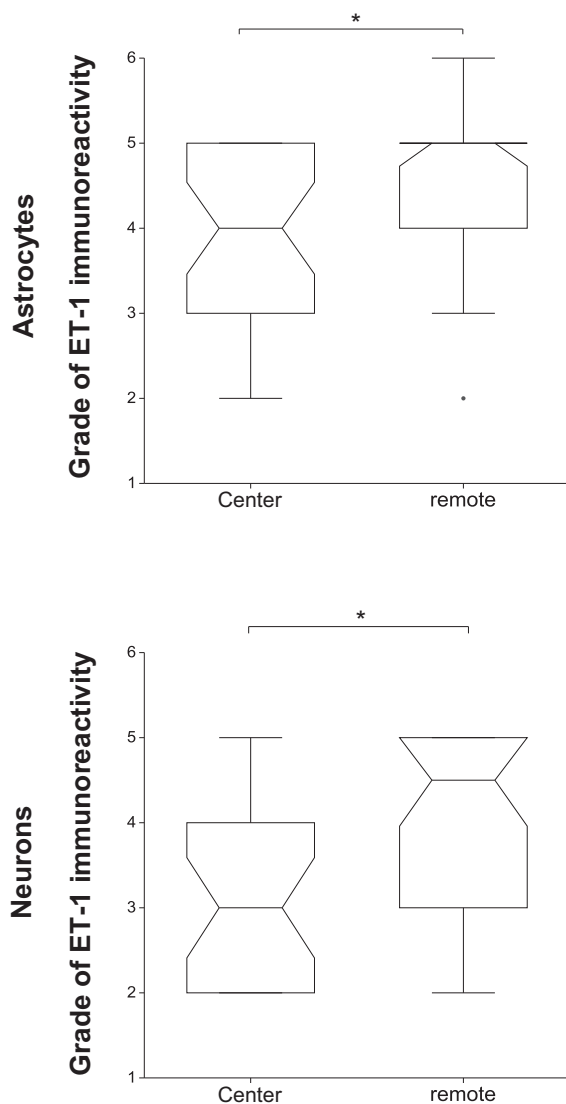 *
Astrocytes
Grade of ET-1 immunoreactivity
6
5
4
3
2
1
Center
remote
*
Neurons
Grade of ET-1 immunoreactivity
6
5
4
3
2
1
Center
remote